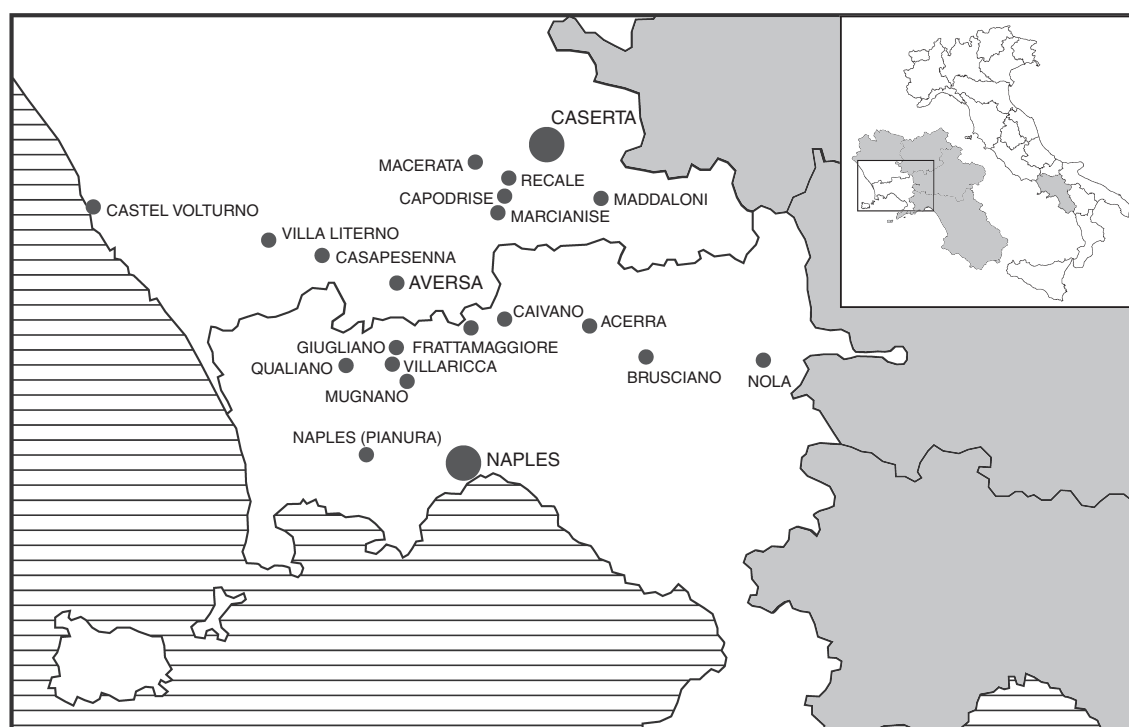 CASERTA
MACERATA
RECALE
CAPODRISE
MADDALONI
MARCIANISE
CASTEL VOLTURNO
VILLA LITERNO
CASAPESENNA
AVERSA
CAIVANO
ACERRA
GIUGLIANO
FRATTAMAGGIORE
QUALIANO
VILLARICCA
BRUSCIANO
NOLA
MUGNANO
NAPLES (PIANURA)
NAPLES